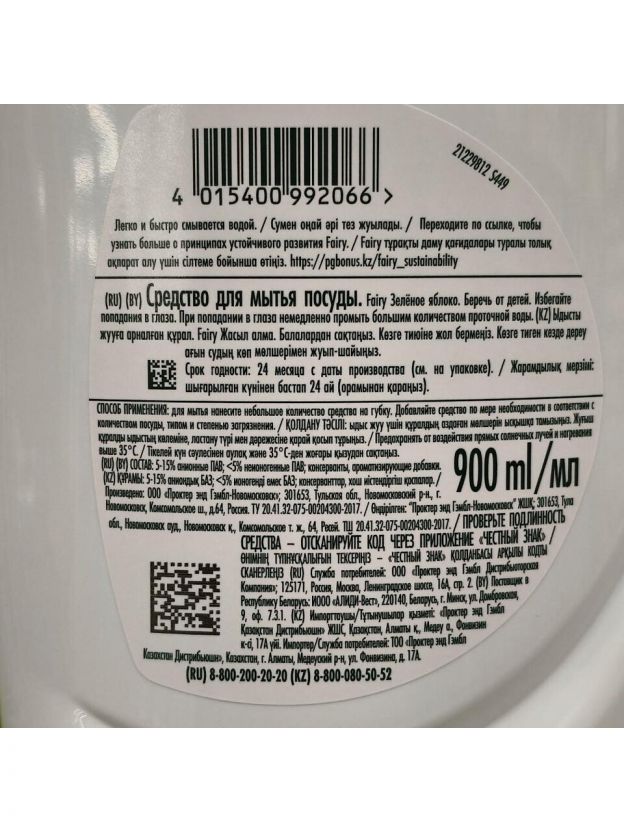 21229812 S449
4 015400 992066 >
Легко и быстро смывается водой. / Сумен оңай әрі тез жуылады. / Переходите по ссылке, чтобы
узнать больше о принципах устойчивого развития Fairy. / Fairy тұрақты даму қағидалары туралы толық
ақпарат алу үшін сілтеме бойынша өтіңіз. https://pgbonus.kz/fairy_sustainability
(RU) (BY) Средство для мытья посуды. Fairy Зелёное яблоко. Беречь от детей. Избегайте
попадания в глаза. При попадании в глаза немедленно промыть большим количеством проточной воды. (KZ) Ыдысты
жууға арналған құрал. Fairy Жасыл алма. Балалардан сақтаңыз. Көзге тиюіне жол бермеңіз. Көзге тиген кезде дереу
ағын судың көп мөлшерімен жуып-шайыңыз.
Срок годности: 24 месяца с даты производства (см. на упаковке). / Жарамдылық мерзімі:
шығарылған күнінен бастап 24 ай (орамынан қараңыз).
СПОСОБ ПРИМЕНЕНИЯ: для мытья нанесите небольшое количество средства на губку. Добавляйте средство по мере необходимости в соответствии с
количеством посуды, типом и степенью загрязнения. / ҚОЛДАНУ ТӘСІЛІ: ыдыс жуу үшін құралдың аздаған мөлшерін ысқышқа тамызыңыз. Жуғыш
құралды ыдыстың көлеміне, ластану түрі мен дәрежесіне қарай қосып тұрыңыз. / Предохранять от воздействия прямых солнечных лучей и нагревания
выше 35°C. / Тікелей күн сәулесінен аулақ және 35°C-ден жоғары қыздан сақтаңыз.
(RU) (BY) СОСТАВ: 5-15% анионные ПАВ; <5% неионогенные ПАВ; консерванты, ароматизирующие добавки.
(KZ) ҚҰРАМЫ: 5-15% аниондық БАЗ; <5% ионогенді емес БАЗ; консерванттар, хош иістендіргіш қоспалар. /
900 ml/мл
Произведено: ООО «Проктер энд Гэмбл-Новомосковск»; 301653, Тульская обл., Новомосковский р-н, г.
Новомосковск, Комсомольское ш., д.64, Россия. ТУ 20.41.32-075-00204300-2017. / Өндірілген: "Проктер энд Гэмбл-Новомосковск" ЖШҚ; 301653, Тула
обл., Новомосковск ауд., Новомосковск қ., Комсомольское т. ж., 64, Ресей. ТШ 20.41.32-075-00204300-2017. / ПРОВЕРЬТЕ ПОДЛИННОСТЬ
СРЕДСТВА – ОТСКАНИРУЙТЕ КОД ЧЕРЕЗ ПРИЛОЖЕНИЕ «ЧЕСТНЫЙ ЗНАК» /
ӨНІМНІҢ ТҮПНҰСҚАЛЫҒЫН ТЕКСЕРІҢІЗ – «ЧЕСТНЫЙ ЗНАК» ҚОЛДАНБАСЫ АРҚЫЛЫ КОДТЫ
СКАНЕРЛЕҢІЗ (RU) Служба потребителей: ООО «Проктер энд Гэмбл Дистрибьюторская
Компания»; 125171, Россия, Москва, Ленинградское шоссе, 16А, стр. 2. (BY) Поставщик в
Республику Беларусь: ИООО «АЛИДИ-Вест», 220140, Беларусь, г. Минск, ул. Домбровская,
9, оф. 7.3.1. (KZ) Импорттаушы/Тұтынушылар қызметі: «Проктер энд Гэмбл
Қазақстан Дистрибьюшн» ЖШС, Қазақстан, Алматы қ., Медеу а., Фонвизин
к-сі, 17А үйі. Импортер/Служба потребителей: ТОО «Проктер энд Гэмбл
Казахстан Дистрибьюшн», Казахстан, г. Алматы, Медеуский р-н, ул. Фонвизина, д. 17А.
(RU) 8-800-200-20-20 (KZ) 8-800-080-50-52